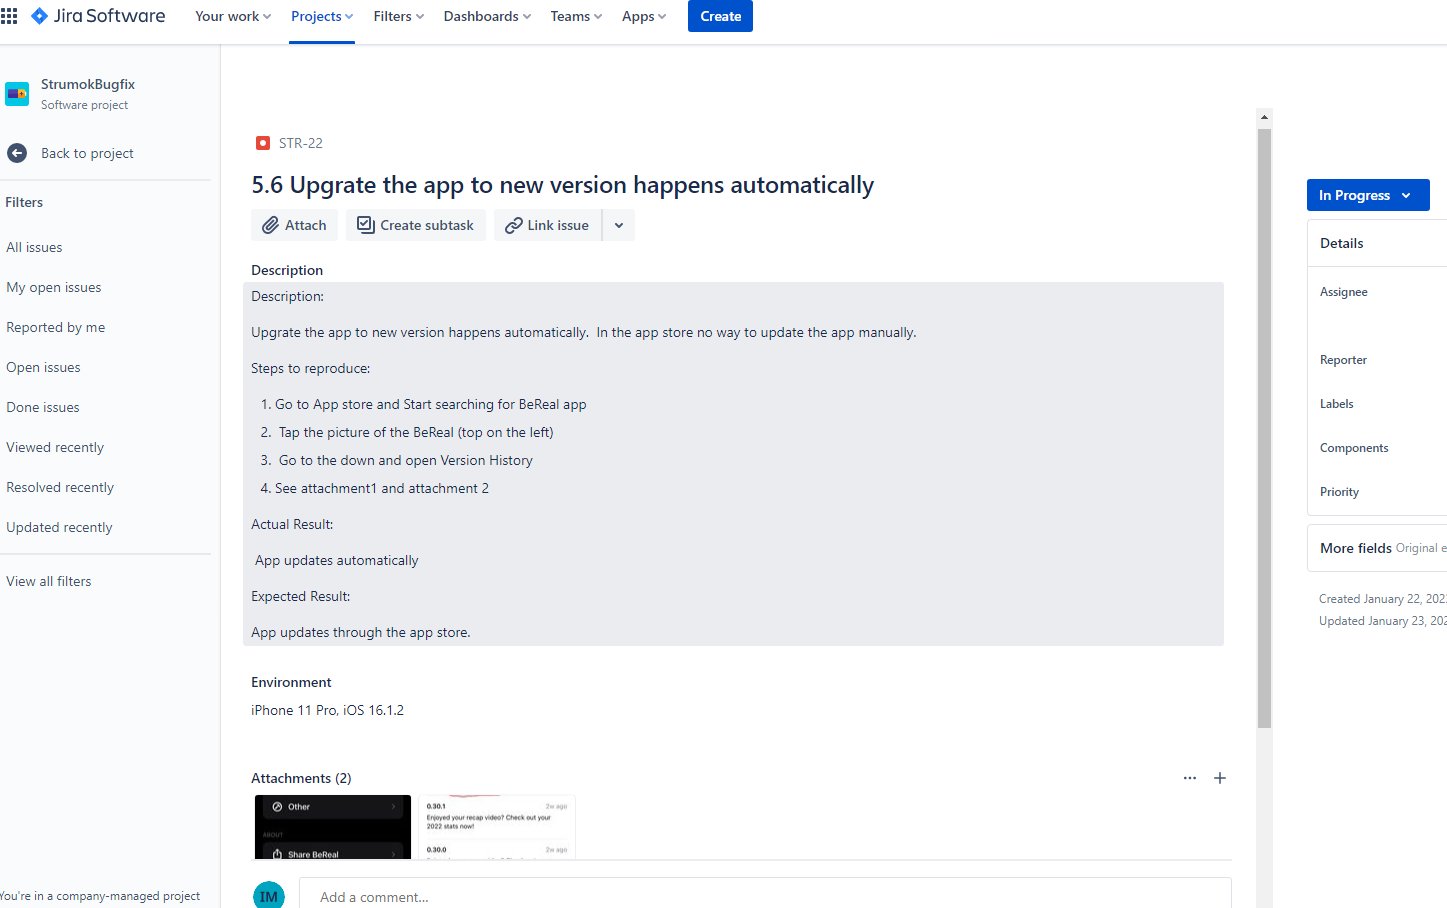 Jira Software Your work Projects Filters Dashboards Teams Apps Create
StrumokBugfix
Software project
Back to project
Filters
All issues
My open issues
Reported by me
Open issues
Done issues
Viewed recently
Resolved recently
Updated recently
View all filters
You're in a company-managed project
STR-22
5.6 Upgrate the app to new version happens automatically
Attach Create subtask Link issue
Description
Description:
Upgrate the app to new version happens automatically.  In the app store no way to update the app manually.
Steps to reproduce:
1. Go to App store and Start searching for BeReal app
2.  Tap the picture of the BeReal (top on the left)
3.  Go to the down and open Version History
4. See attachment1 and attachment 2
Actual Result:
App updates automatically
Expected Result:
App updates through the app store.
Environment
iPhone 11 Pro, iOS 16.1.2
Attachments (2)
Other
ABOUT
Share BeReal
0.30.1 2w ago
Enjoyed your recap video? Check out your
2022 stats now!
0.30.0 2w ago
IM
Add a comment...
In Progress
Details
Assignee
Reporter
Labels
Components
Priority
More fields Original e
Created January 22, 202
Updated January 23, 202